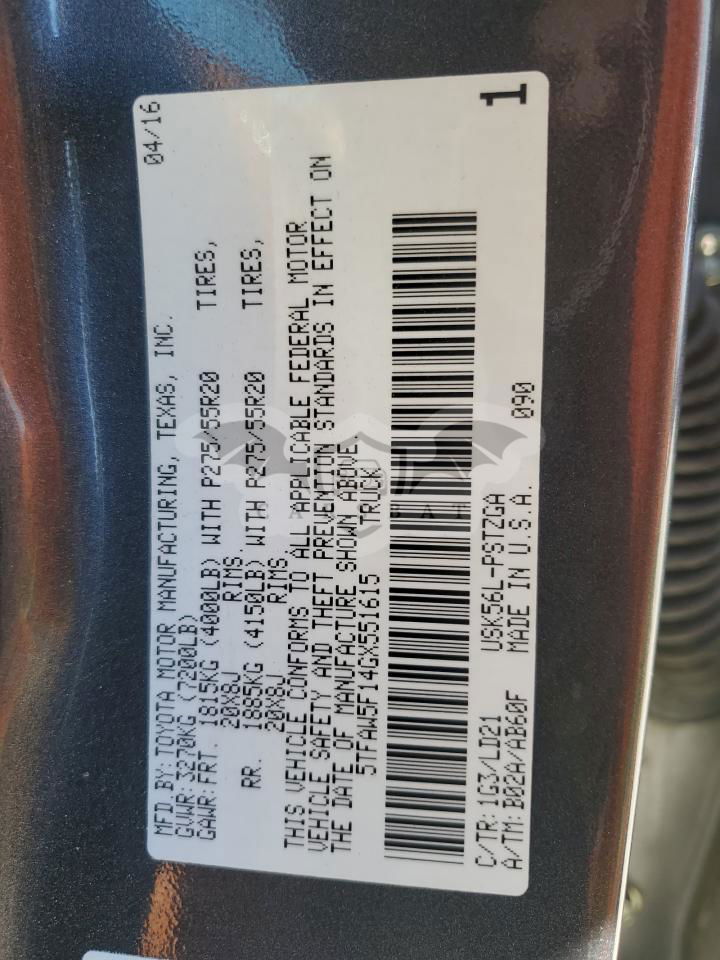 MFD.BY:TOYOTA MOTOR MANUFACTURING, TEXAS, INC. 04/16
GVWR:3270KG (7200LB)
GAWR:FRT. 1815KG (4000LB) WITH P275/55R20 TIRES,
20X8J RIMS.
RR. 1885KG (4150LB) WITH P275/55R20 TIRES,
20X8J RIMS.
THIS VEHICLE CONFORMS TO ALL APPLICABLE FEDERAL MOTOR
VEHICLE SAFETY AND THEFT PREVENTION STANDARDS IN EFFECT ON
THE DATE OF MANUFACTURE SHOWN ABOVE.
5TFAW5F14GX551615 TRUCK
C/TR:1G3/LD21 USK56L-PSTZGA 090
A/TM:B02A/AB60F MADE IN U.S.A.
1